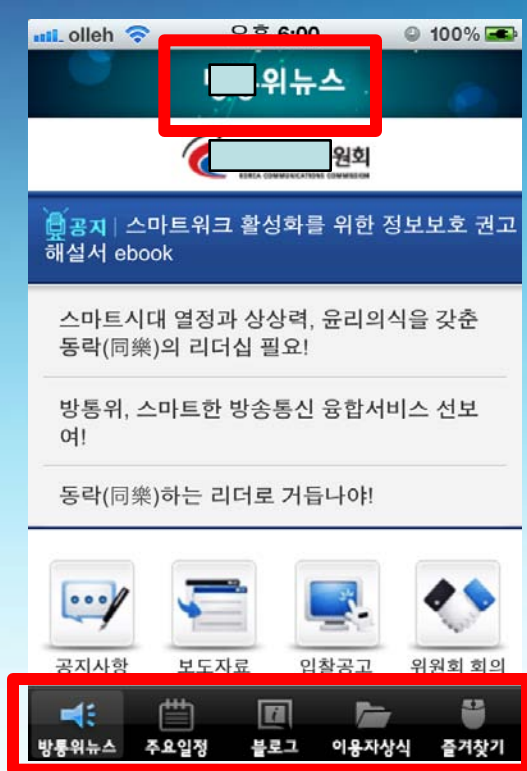 olleh 6:00 100%
위뉴스
원회
KOREA COMMUNICATIONS COMMISSION
공지 | 스마트워크 활성화를 위한 정보보호 권고
해설서 ebook
스마트시대 열정과 상상력, 윤리의식을 갖춘
동락(同樂)의 리더십 필요!
방통위, 스마트한 방송통신 융합서비스 선보
여!
동락(同樂)하는 리더로 거듭나야!
공지사항 보도자료 입찰공고 위원회 회의
방통위뉴스 주요일정 블로그 이용자상식 즐겨찾기